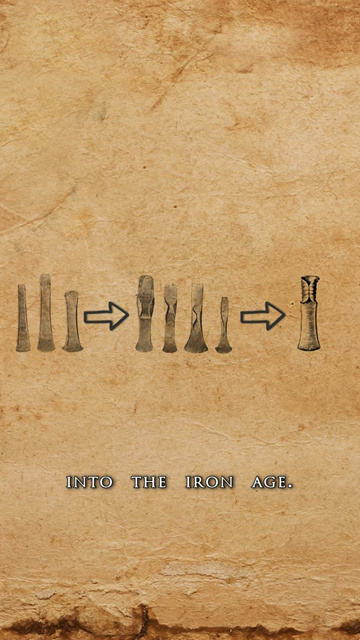 INTO THE IRON AGE.